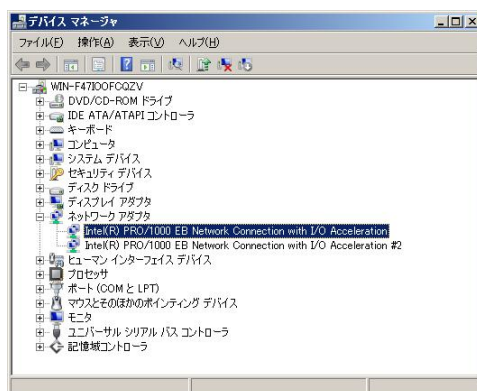 デバイス マネージャ
ファイル(F) 操作(A) 表示(V) ヘルプ(H)
WIN-F47IOOFCQZV
DVD/CD-ROM ドライブ
IDE ATA/ATAPI コントローラ
キーボード
コンピュータ
システム デバイス
セキュリティ デバイス
ディスク ドライブ
ディスプレイ アダプタ
ネットワーク アダプタ
Intel(R) PRO/1000 EB Network Connection with I/O Acceleration
Intel(R) PRO/1000 EB Network Connection with I/O Acceleration #2
ヒューマン インターフェイス デバイス
プロセッサ
ポート (COM と LPT)
マウスとそのほかのポインティング デバイス
モニタ
ユニバーサル シリアル バス コントローラ
記憶域コントローラ